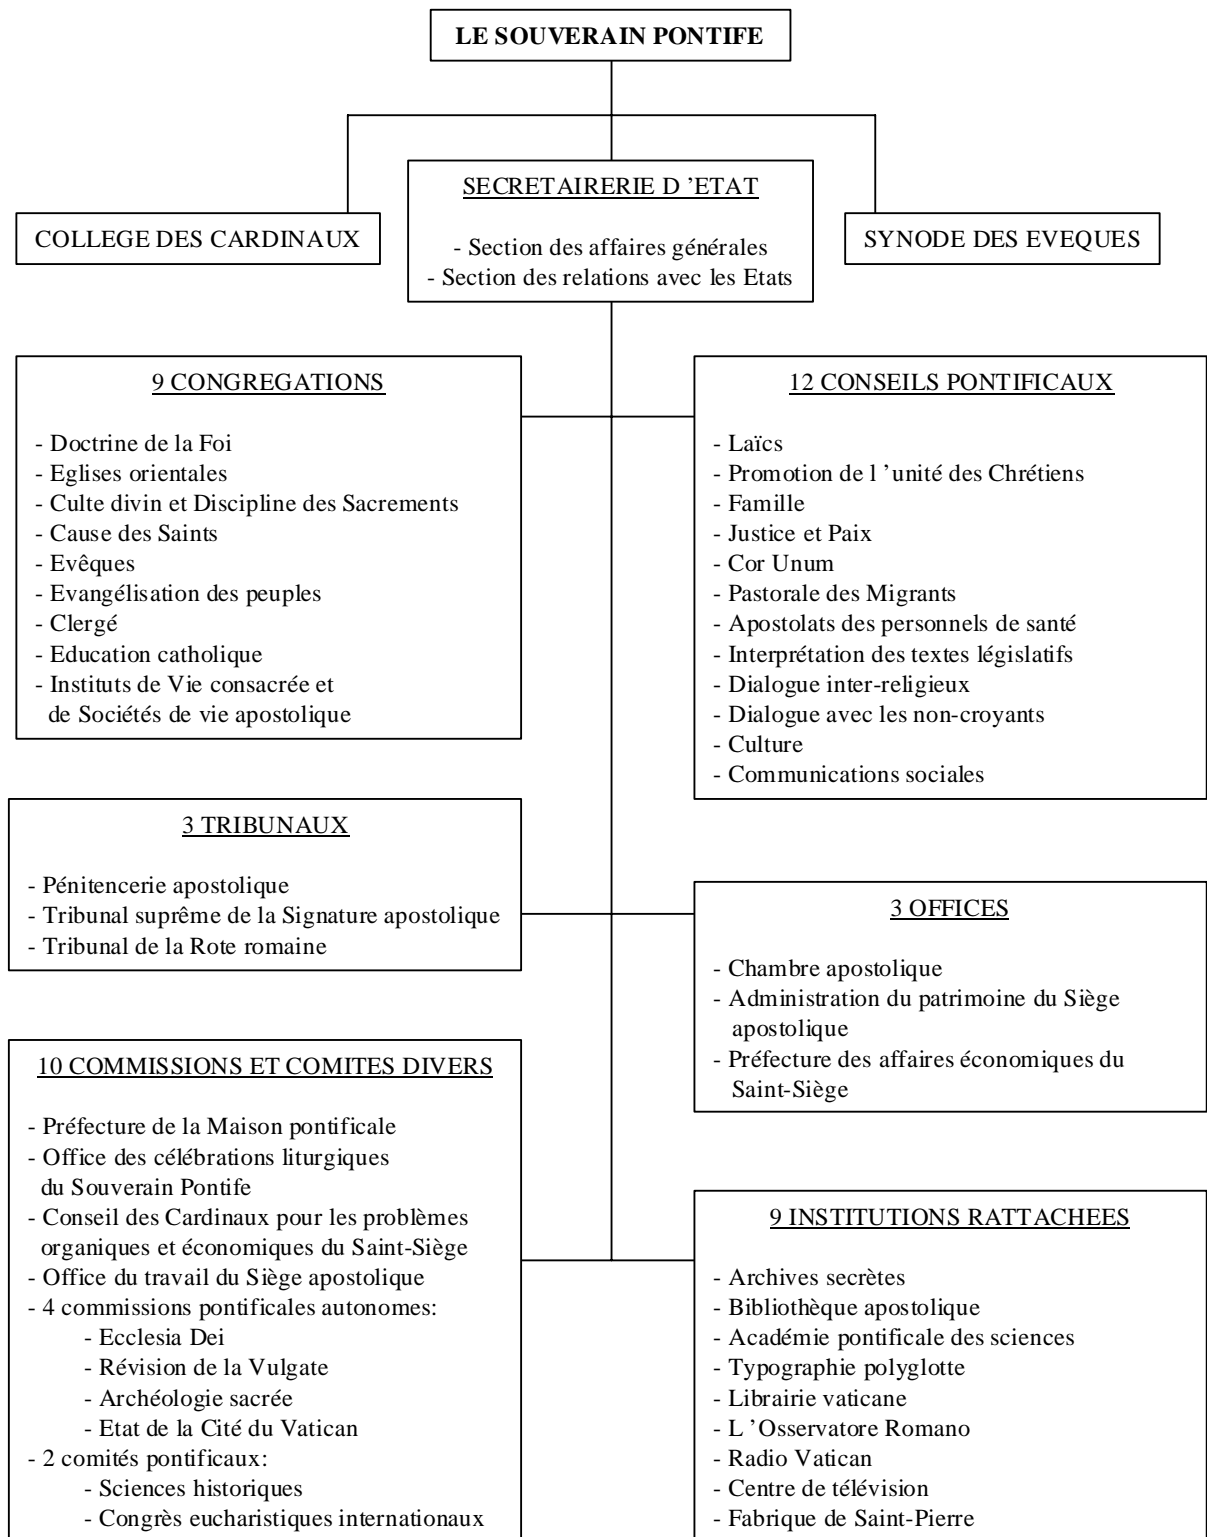 LE SOUVERAIN PONTIFE
SECRETAIRERIE D ’ETAT
- Section des affaires générales
- Section des relations avec les Etats
COLLEGE DES CARDINAUX
SYNODE DES EVEQUES
9 CONGREGATIONS
- Doctrine de la Foi
- Eglises orientales
- Culte divin et Discipline des Sacrements
- Cause des Saints
- Evêques
- Evangélisation des peuples
- Clergé
- Education catholique
- Instituts de Vie consacrée et
de Sociétés de vie apostolique
12 CONSEILS PONTIFICAUX
- Laïcs
- Promotion de l ’unité des Chrétiens
- Famille
- Justice et Paix
- Cor Unum
- Pastorale des Migrants
- Apostolats des personnels de santé
- Interprétation des textes législatifs
- Dialogue inter-religieux
- Dialogue avec les non-croyants
- Culture
- Communications sociales
3 TRIBUNAUX
- Pénitencerie apostolique
- Tribunal suprême de la Signature apostolique
- Tribunal de la Rote romaine
3 OFFICES
- Chambre apostolique
- Administration du patrimoine du Siège
apostolique
- Préfecture des affaires économiques du
Saint-Siège
10 COMMISSIONS ET COMITES DIVERS
- Préfecture de la Maison pontificale
- Office des célébrations liturgiques
du Souverain Pontife
- Conseil des Cardinaux pour les problèmes
organiques et économiques du Saint-Siège
- Office du travail du Siège apostolique
- 4 commissions pontificales autonomes:
- Ecclesia Dei
- Révision de la Vulgate
- Archéologie sacrée
- Etat de la Cité du Vatican
- 2 comités pontificaux:
- Sciences historiques
- Congrès eucharistiques internationaux
9 INSTITUTIONS RATTACHEES
- Archives secrètes
- Bibliothèque apostolique
- Académie pontificale des sciences
- Typographie polyglotte
- Librairie vaticane
- L ’Osservatore Romano
- Radio Vatican
- Centre de télévision
- Fabrique de Saint-Pierre